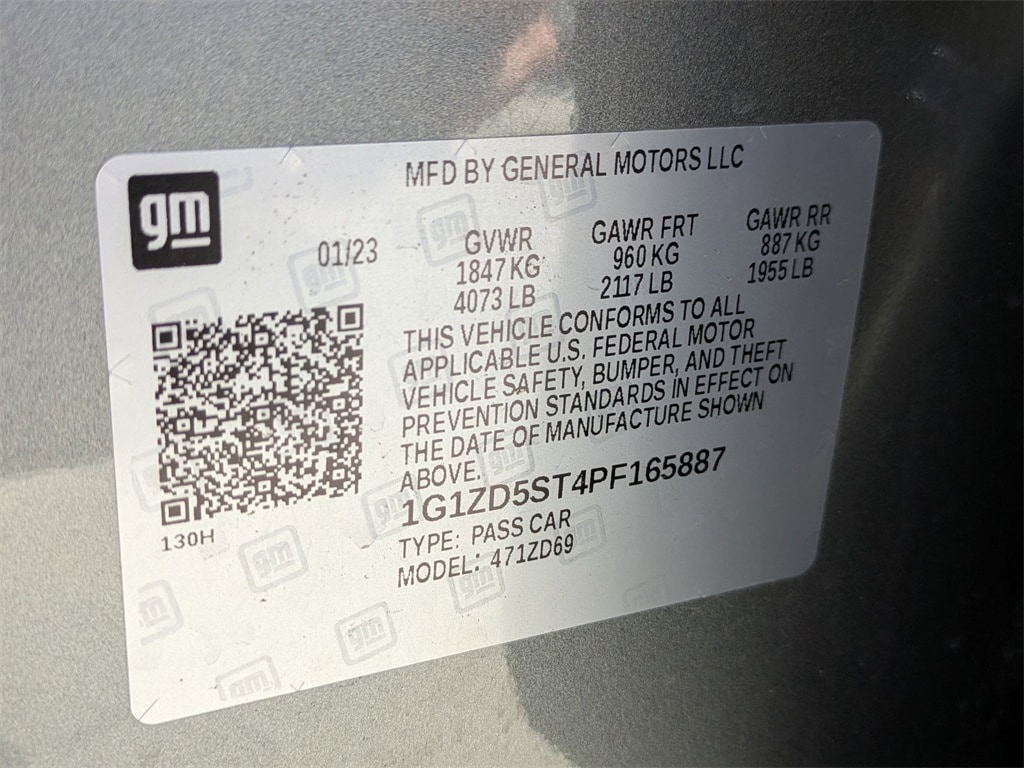 gm
MFD BY GENERAL MOTORS LLC
01/23
GVWR
1847 KG
4073 LB
GAWR FRT
960 KG
2117 LB
GAWR RR
887 KG
1955 LB
THIS VEHICLE CONFORMS TO ALL
APPLICABLE U.S. FEDERAL MOTOR
VEHICLE SAFETY, BUMPER, AND THEFT
PREVENTION STANDARDS IN EFFECT ON
THE DATE OF MANUFACTURE SHOWN
ABOVE.
1G1ZD5ST4PF165887
TYPE: PASS CAR
MODEL: 471ZD69
130H